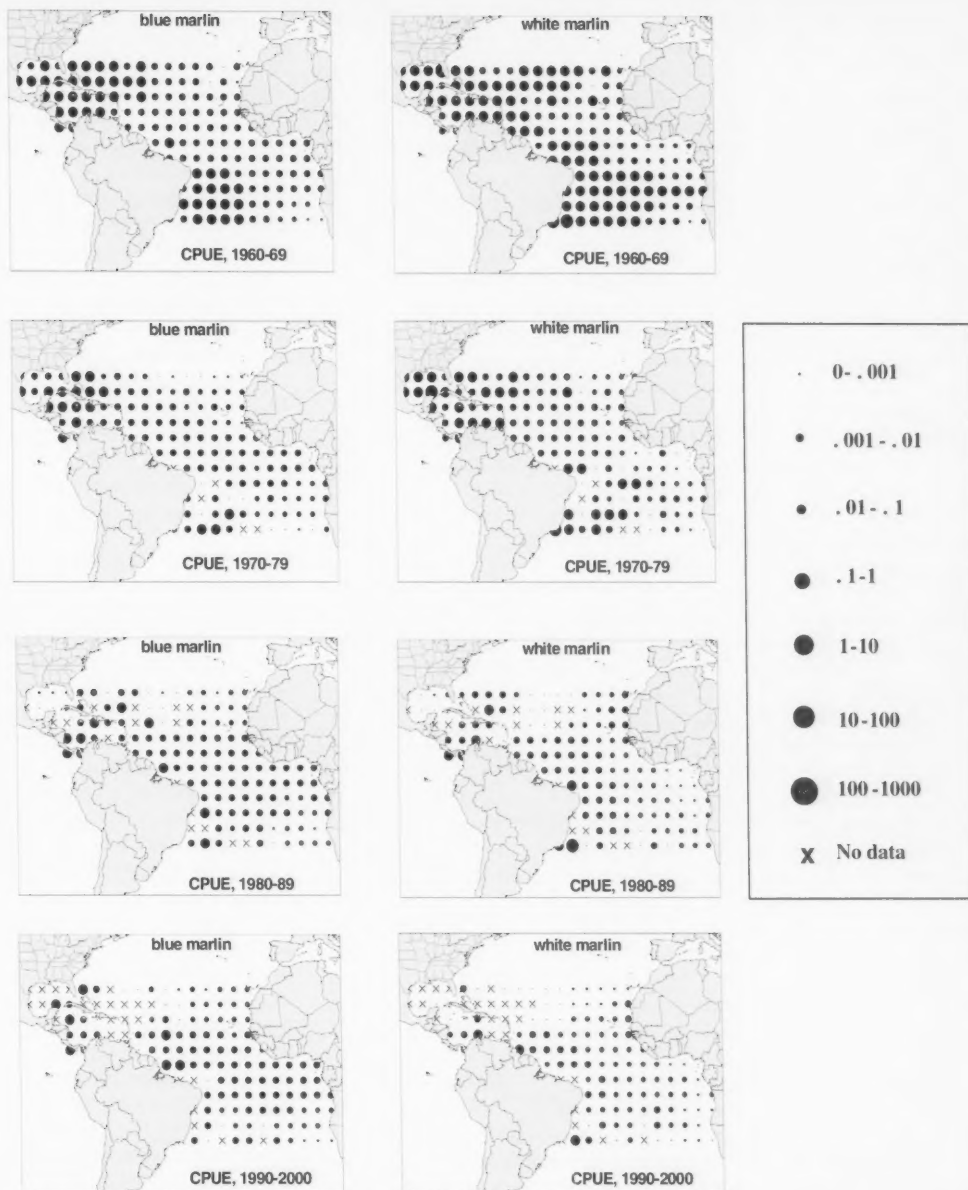 blue marlin
white marlin
CPUE, 1960-69
CPUE, 1960-69
blue marlin
white marlin
CPUE, 1970-79
CPUE, 1970-79
0-.001
.001-.01
.01-.1
.1-1
1-10
10-100
100-1000
x No data
blue marlin
white marlin
CPUE, 1980-89
CPUE, 1980-89
blue marlin
white marlin
CPUE, 1990-2000
CPUE, 1990-2000